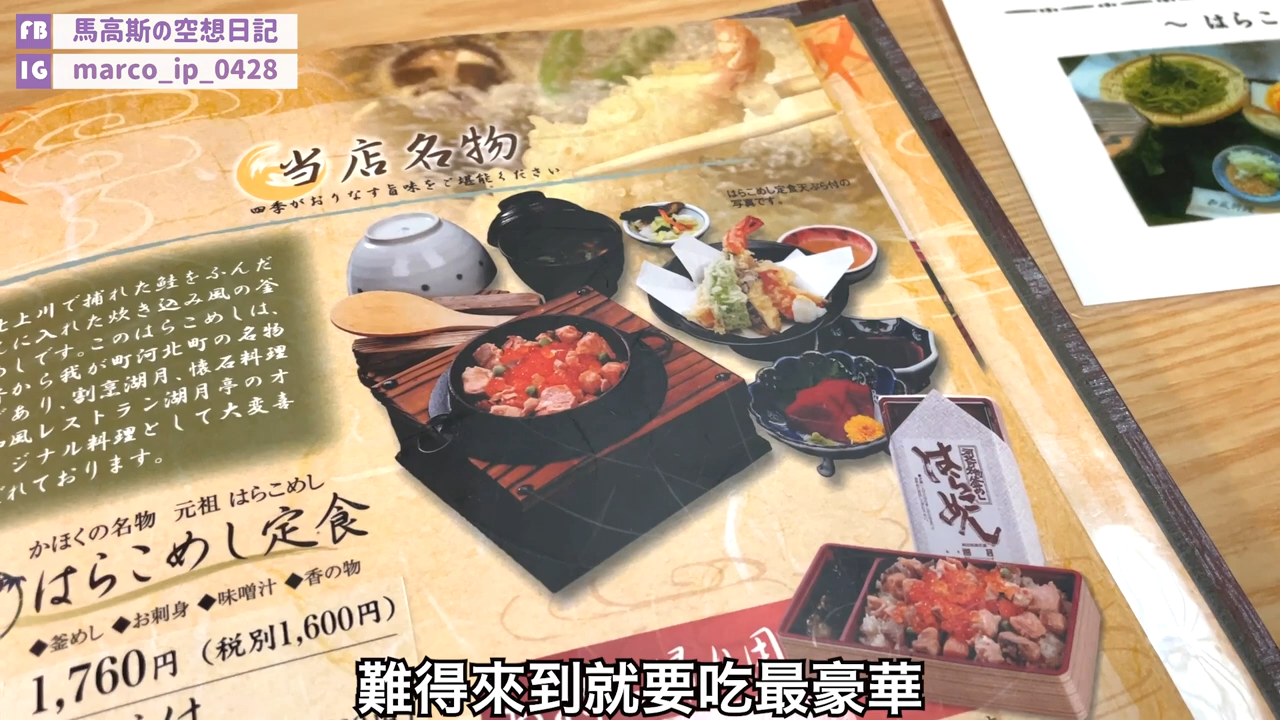 FB 馬高斯の空想日記
IG marco_ip_0428
～ はらこ
当店名物
四季がおりなす旨味をご堪能ください
はらこめし定食天ぷら付の
写真です。
上川で捕れた鮭をふんだ
に入れた炊き込み風の釜
しです。このはらこめしは、
から我が町河北町の名物
であり、割烹湖月、懐石料理
風レストラン湖月亭のオ
ジナル料理として大変喜
れております。
かほくの名物 元祖 はらこめし
はらこめし定食
◆釜めし ◆お刺身 ◆味噌汁 ◆香の物
1,760円 (税別1,600円)
はらこめし
難得來到就要吃最豪華